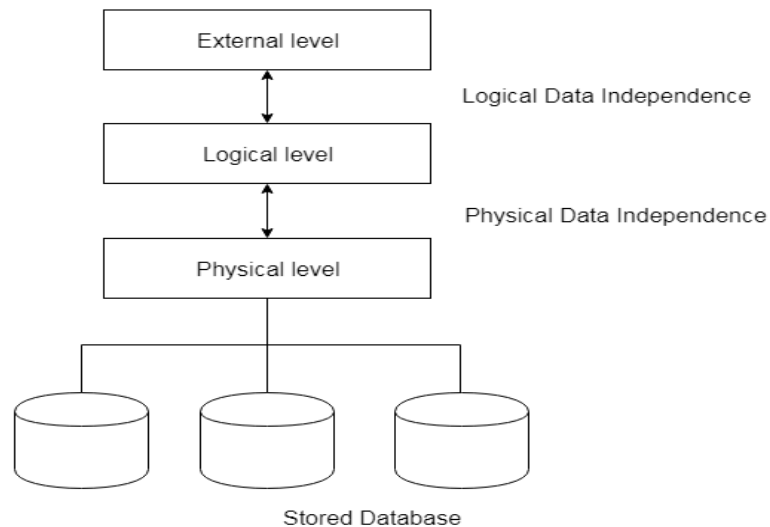 External level
Logical Data Independence
Logical level
Physical Data Independence
Physical level
Stored Database